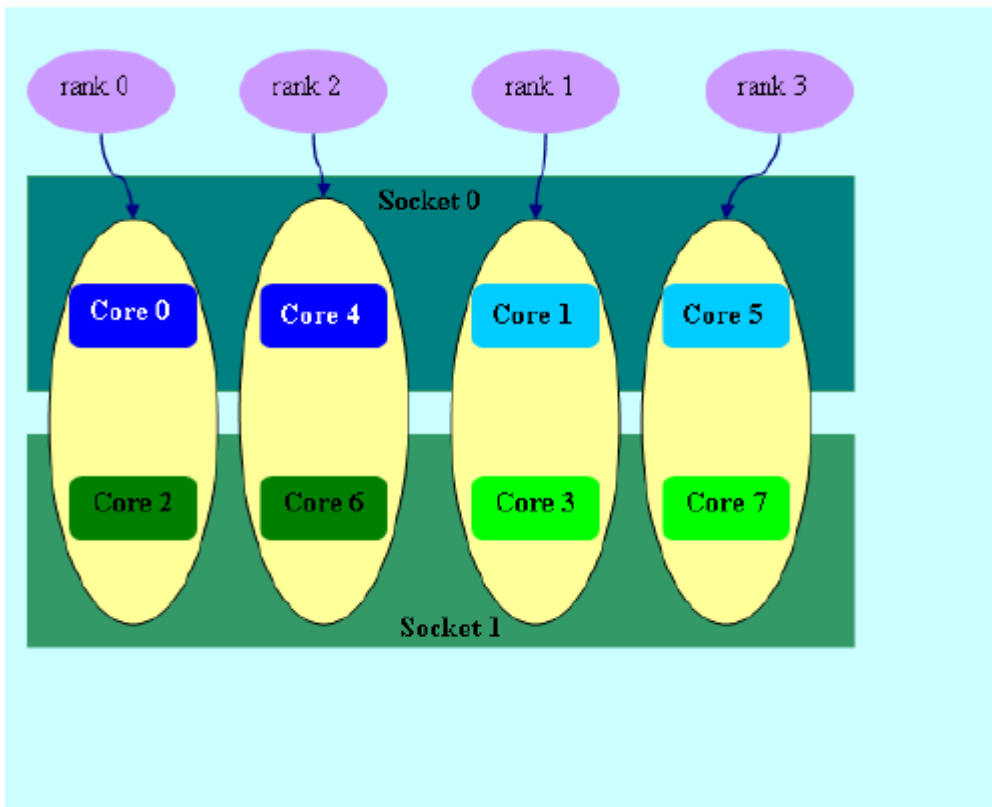 rank 0
rank 2
rank 1
rank 3
Socket 0
Core 0
Core 4
Core 1
Core 5
Core 2
Core 6
Core 3
Core 7
Socket 1